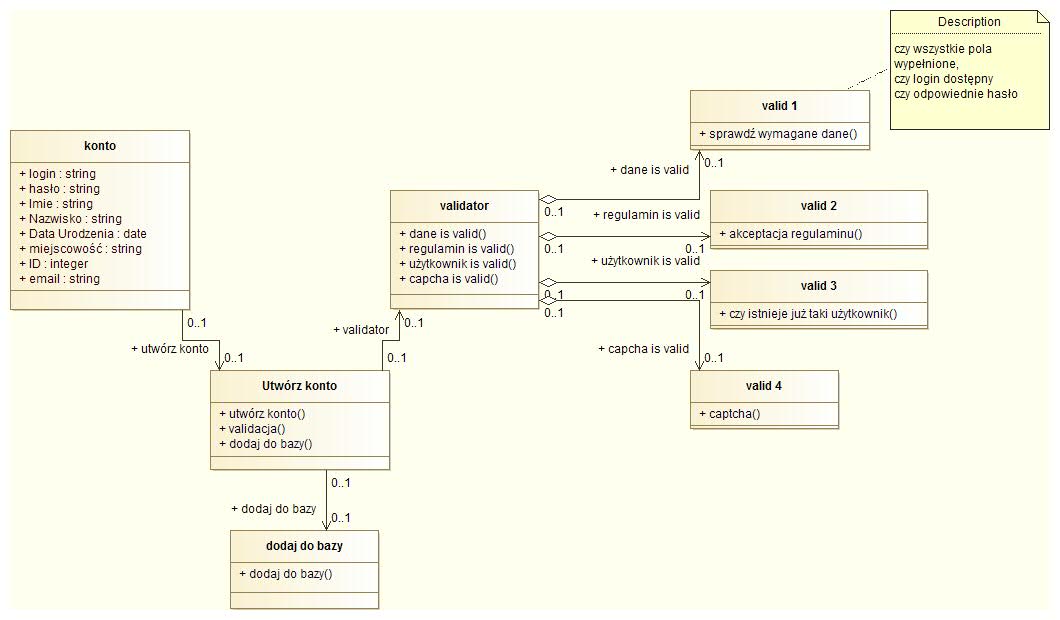 Description
czy wszystkie pola
wypełnione,
czy login dostępny
czy odpowiednie hasło
valid 1
+ sprawdź wymagane dane()
konto
+ login : string
+ hasło : string
+ Imie : string
+ Nazwisko : string
+ Data Urodzenia : date
+ miejscowość : string
+ ID : integer
+ email : string
validator
+ dane is valid()
+ regulamin is valid()
+ użytkownik is valid()
+ capcha is valid()
+ dane is valid
0..1
0..1
+ regulamin is valid
0..1
0..1
valid 2
+ akceptacja regulaminu()
+ użytkownik is valid
0..1
0..1
valid 3
+ czy istnieje już taki użytkownik()
0..1
+ capcha is valid
0..1
valid 4
+ captcha()
0..1
+ utwórz konto
0..1
+ validator
0..1
0..1
Utwórz konto
+ utwórz konto()
+ validacja()
+ dodaj do bazy()
0..1
+ dodaj do bazy
0..1
dodaj do bazy
+ dodaj do bazy()